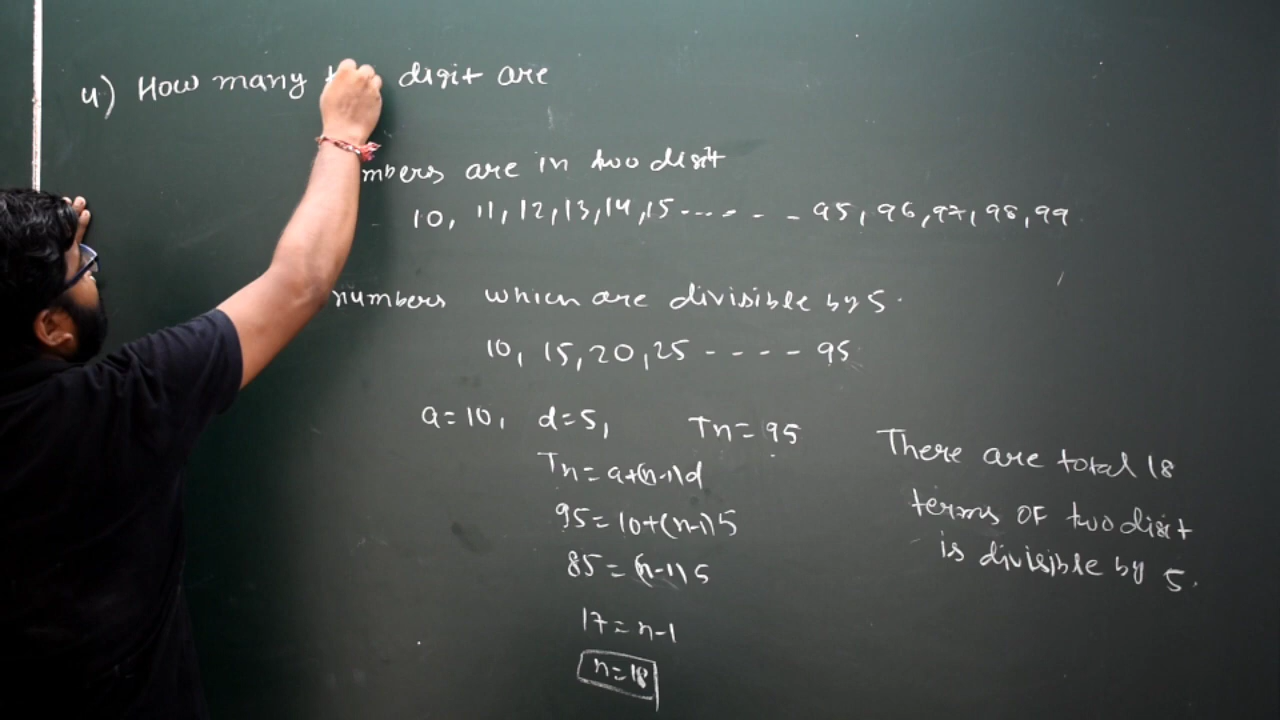 4) How many digit are
mbers are in two digit
10, 11, 12, 13, 14, 15 - - - - - - 95, 96, 97, 98, 99
numbers which are divisible by 5.
10, 15, 20, 25 - - - - 95
a = 10, d = 5, Tn = 95
Tn = a+(n-1)d
95 = 10+(n-1)5
85 = (n-1)5
17 = n-1
n = 18
There are total 18
terms of two digit
is divisible by 5.